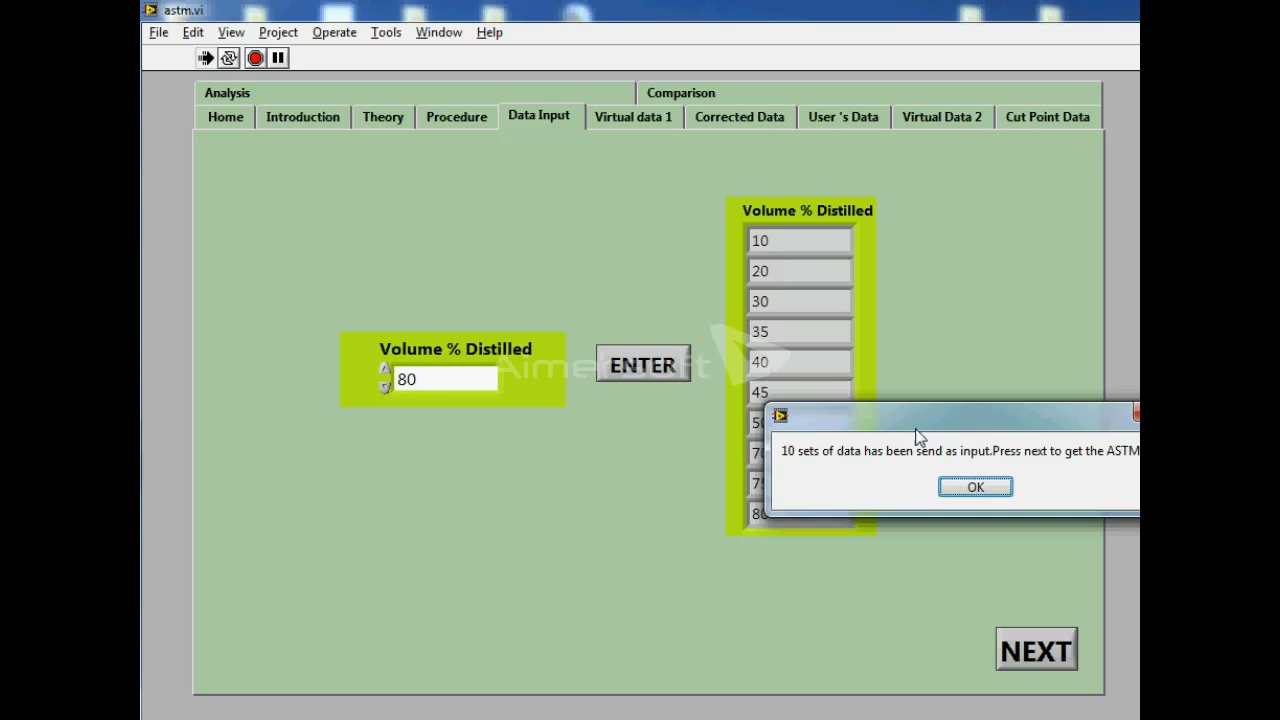 astm.vi
File Edit View Project Operate Tools Window Help
Analysis Comparison
Home Introduction Theory Procedure Data Input Virtual data 1 Corrected Data User 's Data Virtual Data 2 Cut Point Data
Volume % Distilled
10
20
30
35
40
45
Volume % Distilled
80
ENTER
Aimersoft
10 sets of data has been send as input.Press next to get the ASTM
OK
80
NEXT